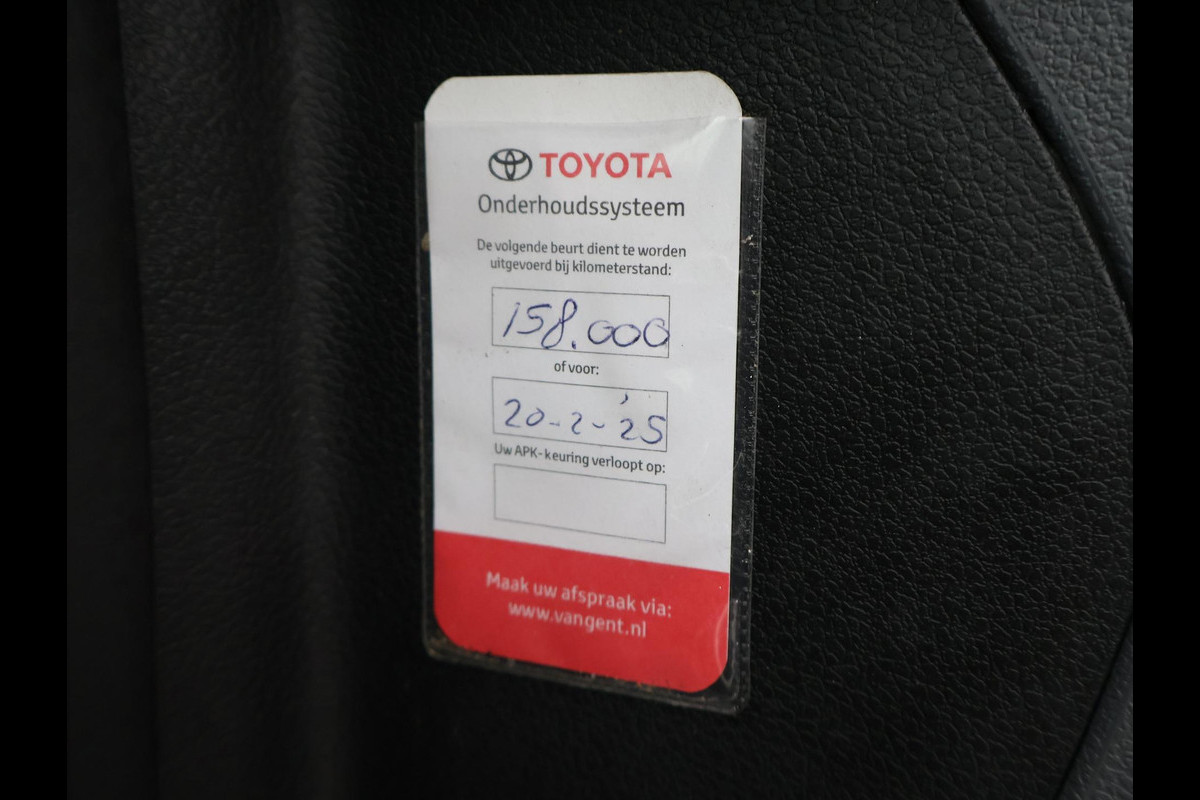 TOYOTA
Onderhoudssysteem
De volgende beurt dient te worden
uitgevoerd bij kilometerstand:
158.000
of voor:
20-2-'25
Uw APK-keuring verloopt op:
Maak uw afspraak via:
www.vangent.nl